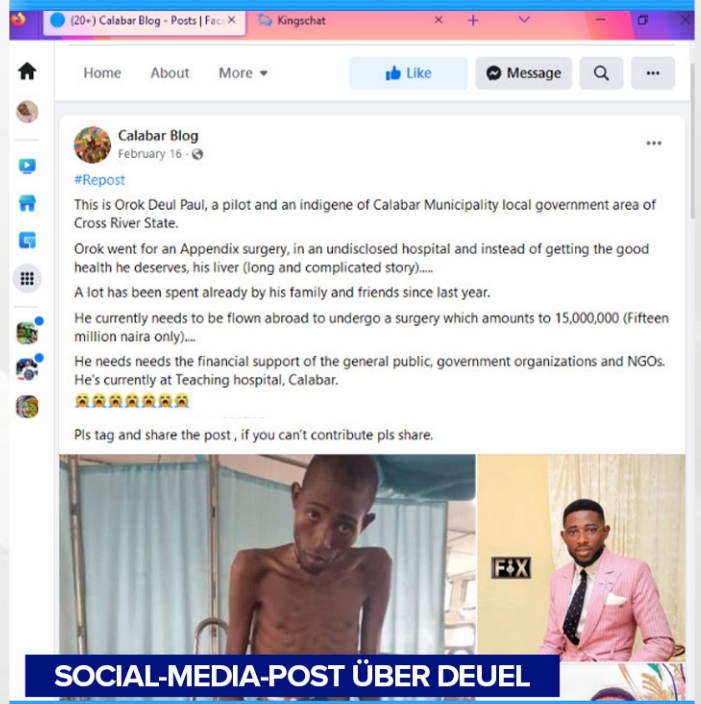 (20+) Calabar Blog - Posts | Fac
Kingschat
Home About More
Like
Message
Calabar Blog
February 16 ·
#Repost
This is Orok Deul Paul, a pilot and an indigene of Calabar Municipality local government area of
Cross River State.
Orok went for an Appendix surgery, in an undisclosed hospital and instead of getting the good
health he deserves, his liver (long and complicated story).....
A lot has been spent already by his family and friends since last year.
He currently needs to be flown abroad to undergo a surgery which amounts to 15,000,000 (Fifteen
million naira only)....
He needs needs the financial support of the general public, government organizations and NGOs.
He's currently at Teaching hospital, Calabar.
😭😭😭😭😭😭😭
Pls tag and share the post , if you can't contribute pls share.
FIX
SOCIAL-MEDIA-POST ÜBER DEUEL